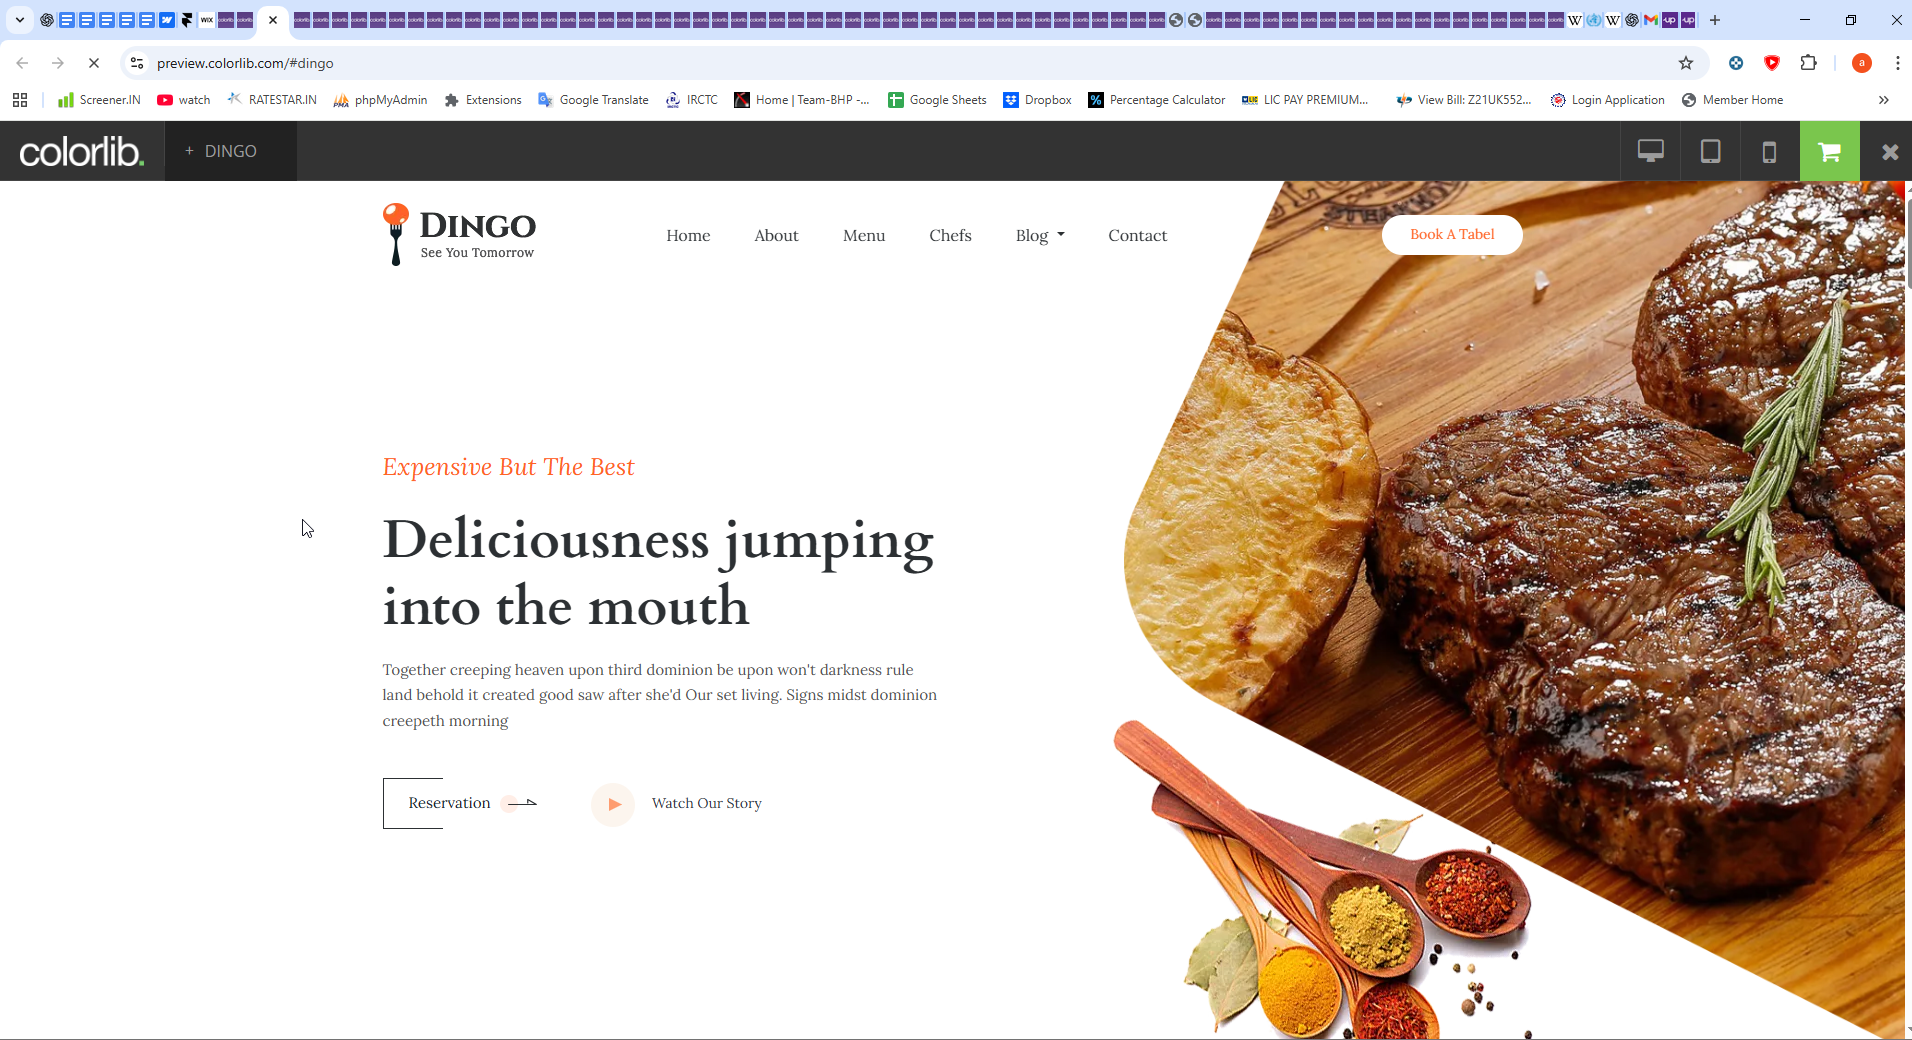 preview.colorlib.com/#dingo
a
Screener.IN
watch
RATESTAR.IN
phpMyAdmin
Extensions
Google Translate
IRCTC
Home | Team-BHP -...
Google Sheets
Dropbox
Percentage Calculator
LIC PAY PREMIUM...
View Bill: Z21UK552...
Login Application
Member Home
colorlib.
+ DINGO
DINGO
See You Tomorrow
Home
About
Menu
Chefs
Blog
Contact
Book A Tabel
Expensive But The Best
Deliciousness jumping
into the mouth
Together creeping heaven upon third dominion be upon won't darkness rule
land behold it created good saw after she'd Our set living. Signs midst dominion
creepeth morning
Reservation
Watch Our Story